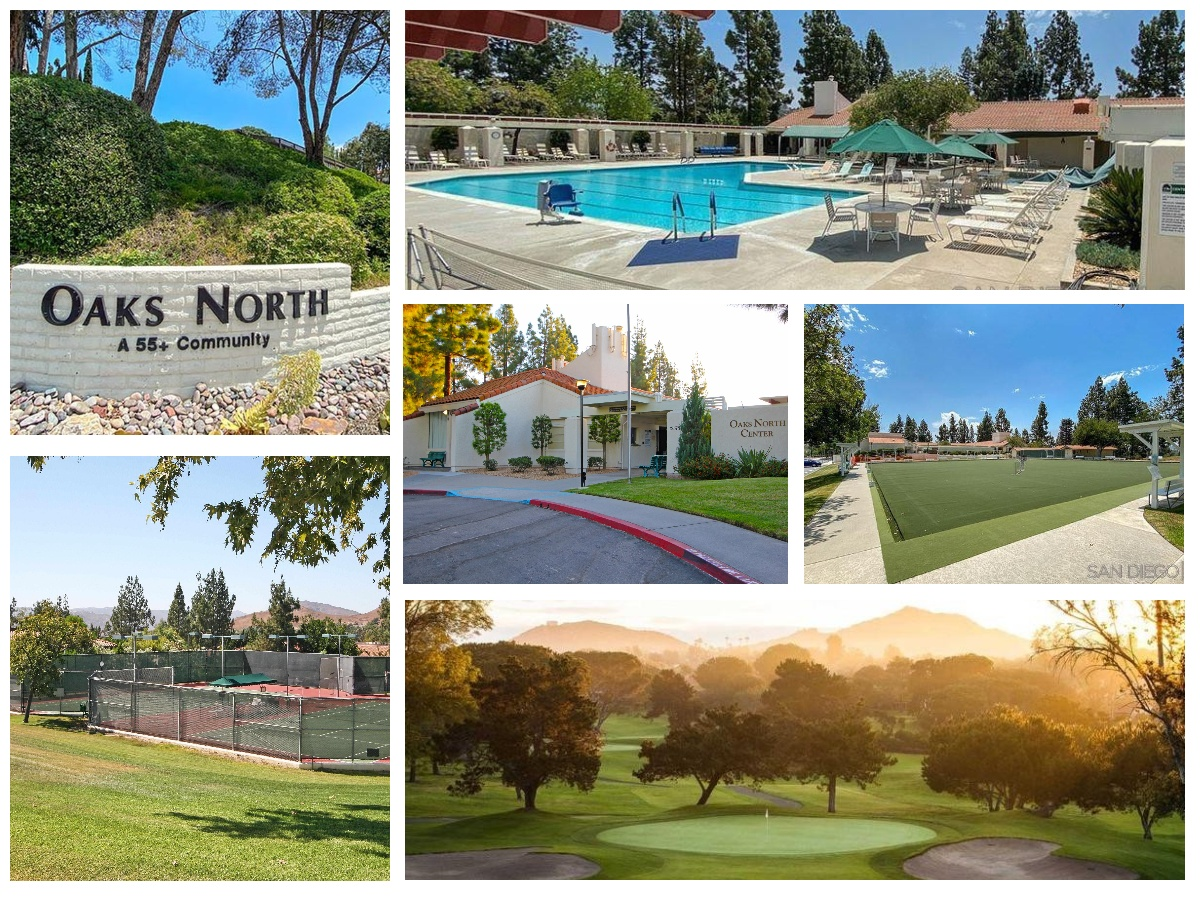 OAKS NORTH
A 55+ Community
OAKS NORTH
CENTER
SAN DIEGO